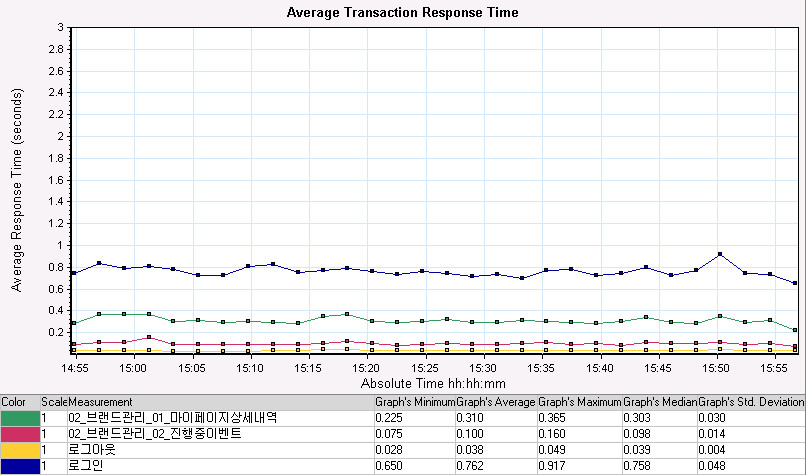 Average Transaction Response Time
Average Response Time (seconds)
3
2.8
2.6
2.4
2.2
2
1.8
1.6
1.4
1.2
1
0.8
0.6
0.4
0.2
14:55 15:00 15:05 15:10 15:15 15:20 15:25 15:30 15:35 15:40 15:45 15:50 15:55
Absolute Time hh:hh:mm
Color Scale Measurement Graph's Minimum Graph's Average Graph's Maximum Graph's Median Graph's Std. Deviation
1 02_브랜드관리_01_마이페이지상세내역 0.225 0.310 0.365 0.303 0.030
1 02_브랜드관리_02_진행중이벤트 0.075 0.100 0.160 0.098 0.014
1 로그아웃 0.028 0.038 0.049 0.039 0.004
1 로그인 0.650 0.762 0.917 0.758 0.048